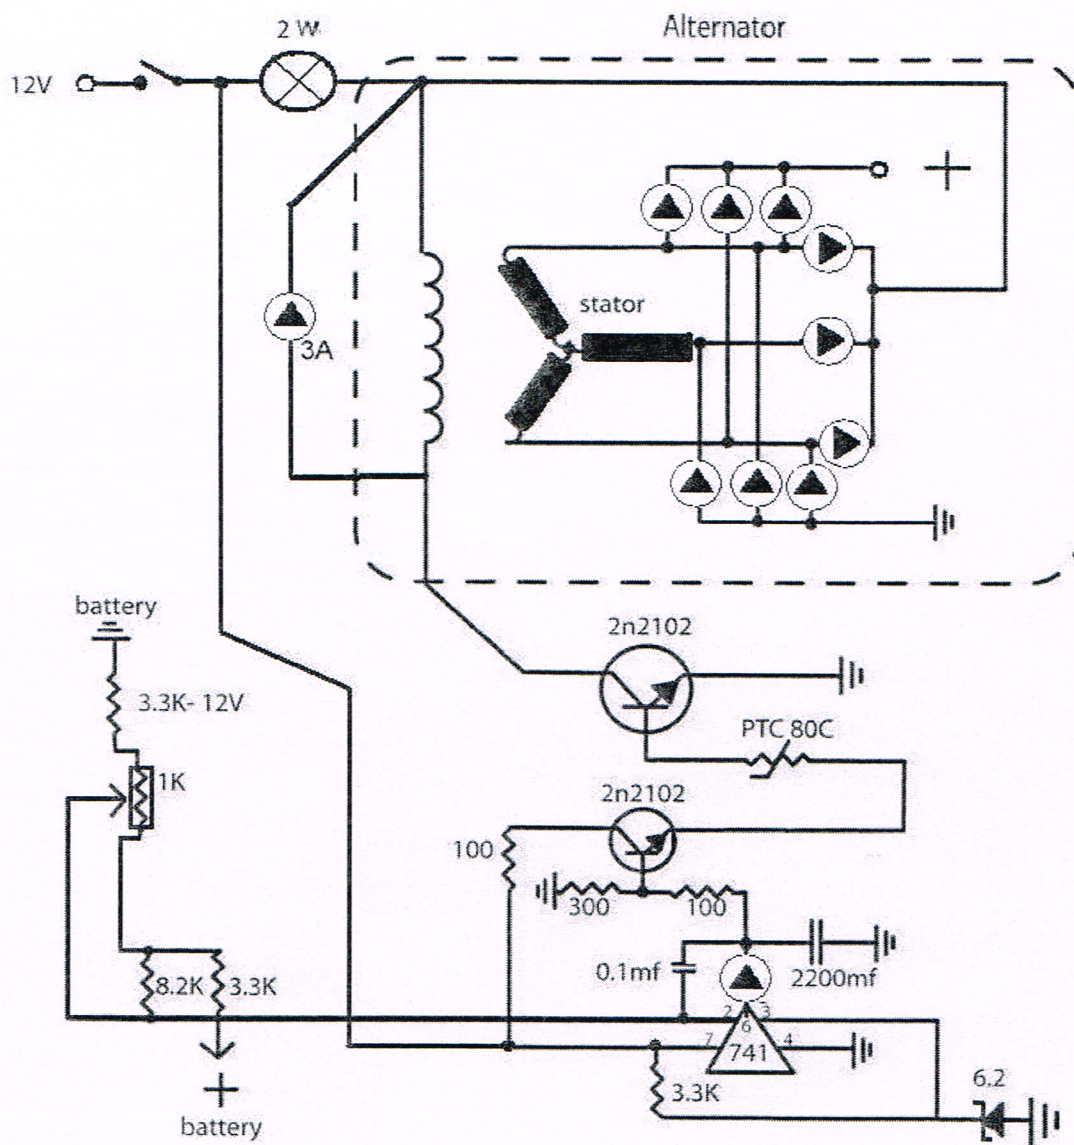 2 W
Alternator
12V
+
stator
3A
battery
2n2102
3.3K- 12V
PTC 80C
1K
2n2102
100
300
100
0.1mf
2200mf
8.2K
3.3K
2
3
6
7
741
4
+
3.3K
6.2
battery